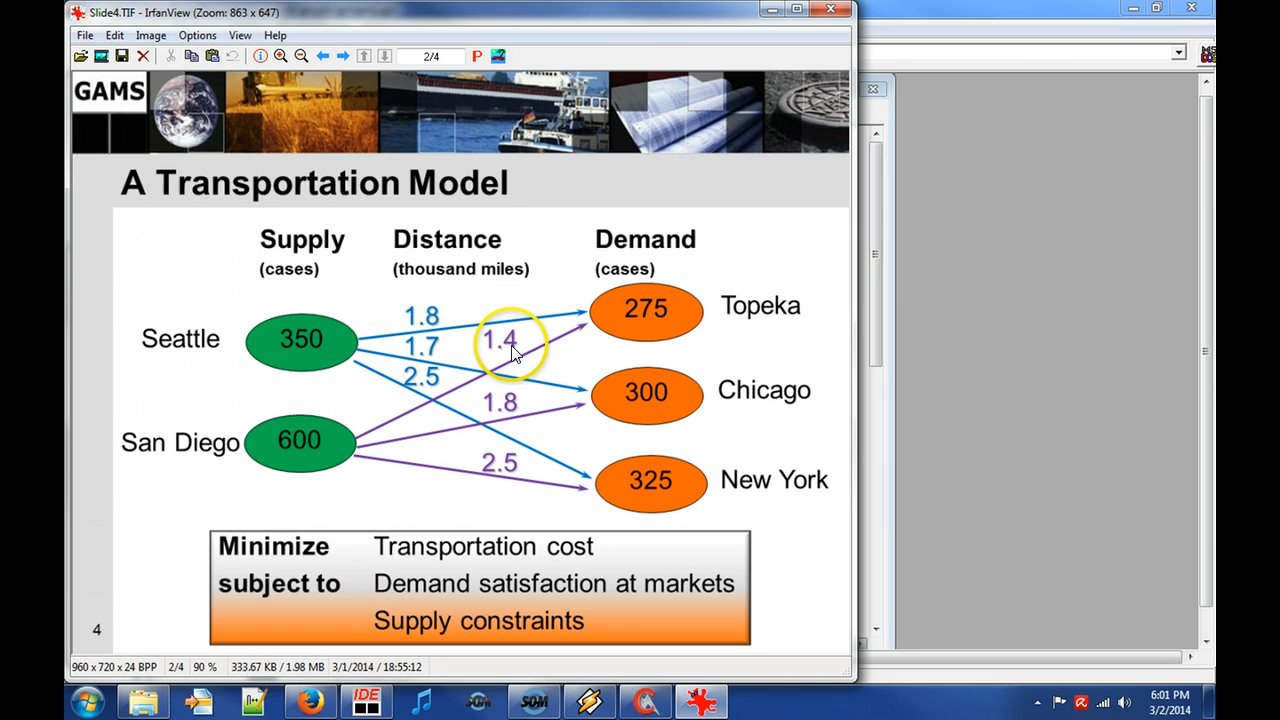 Slide4.TIF - IrfanView (Zoom: 863 x 647)
File Edit Image Options View Help
2/4
P
GAMS
A Transportation Model
Supply Distance Demand
(cases) (thousand miles) (cases)
1.8
275 Topeka
Seattle 350 1.4
1.7
2.5
300 Chicago
1.8
San Diego 600
2.5
325 New York
Minimize Transportation cost
subject to Demand satisfaction at markets
Supply constraints
4
960 x 720 x 24 BPP 2/4 90 % 333.67 KB / 1.98 MB 3/1/2014 / 18:55:12
IDE
SDM
SDM
6:01 PM
3/2/2014